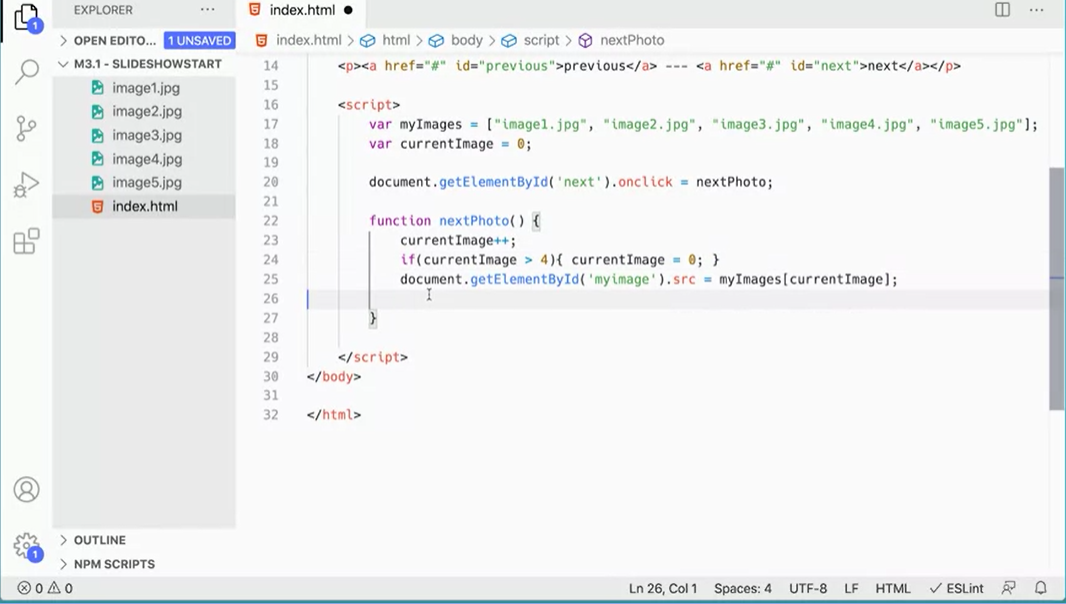 EXPLORER ··· index.html ●
1
OPEN EDITO... 1 UNSAVED index.html > html > body > script > nextPhoto
M3.1 - SLIDESHOWSTART
image1.jpg
image2.jpg
image3.jpg
image4.jpg
image5.jpg
index.html
14 <p><a href="#" id="previous">previous</a> --- <a href="#" id="next">next</a></p>
15
16 <script>
17 var myImages = ["image1.jpg", "image2.jpg", "image3.jpg", "image4.jpg", "image5.jpg"];
18 var currentImage = 0;
19
20 document.getElementById('next').onclick = nextPhoto;
21
22 function nextPhoto() {
23 currentImage++;
24 if(currentImage > 4){ currentImage = 0; }
25 document.getElementById('myimage').src = myImages[currentImage];
26
27 }
28
29 </script>
30 </body>
31
32 </html>
OUTLINE
1
NPM SCRIPTS
0 0 Ln 26, Col 1 Spaces: 4 UTF-8 LF HTML ESLint